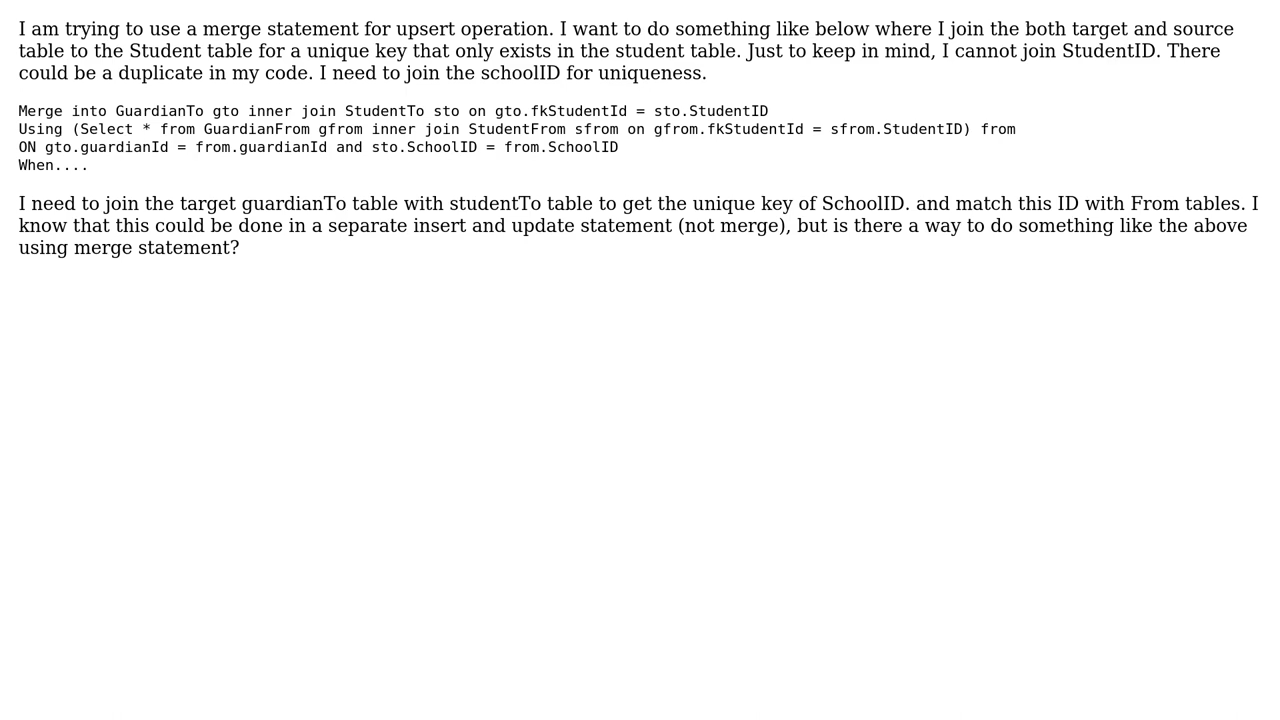 I am trying to use a merge statement for upsert operation. I want to do something like below where I join the both target and source
table to the Student table for a unique key that only exists in the student table. Just to keep in mind, I cannot join StudentID. There
could be a duplicate in my code. I need to join the schoolID for uniqueness.
Merge into GuardianTo gto inner join StudentTo sto on gto.fkStudentId = sto.StudentID
Using (Select * from GuardianFrom gfrom inner join StudentFrom sfrom on gfrom.fkStudentId = sfrom.StudentID) from
ON gto.guardianId = from.guardianId and sto.SchoolID = from.SchoolID
When....
I need to join the target guardianTo table with studentTo table to get the unique key of SchoolID. and match this ID with From tables. I
know that this could be done in a separate insert and update statement (not merge), but is there a way to do something like the above
using merge statement?